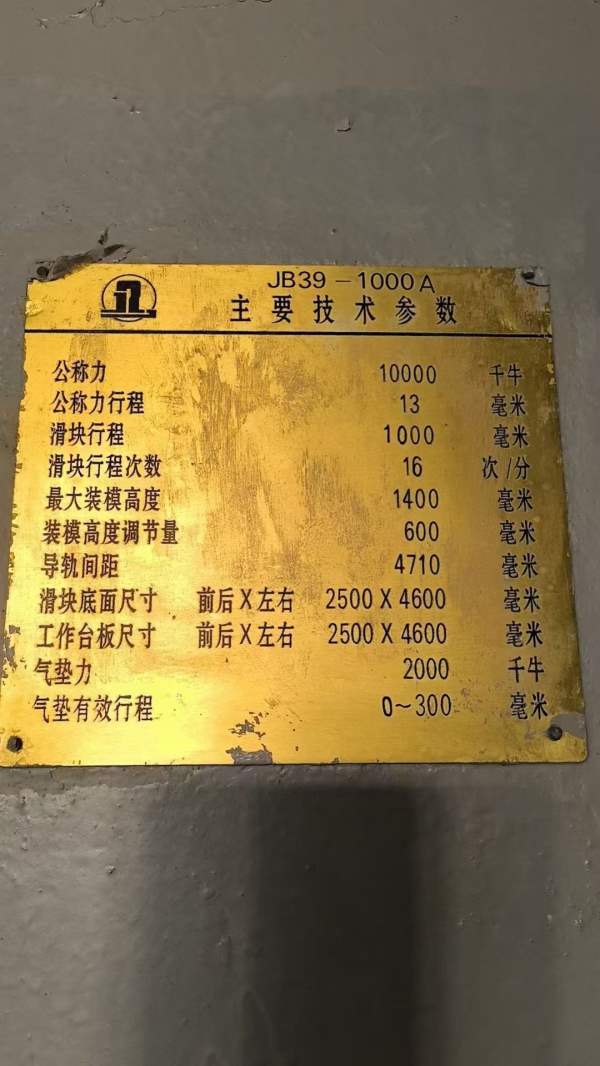 JB39-1000A
主要技术参数
公称力 10000 千牛
公称力行程 13 毫米
滑块行程 1000 毫米
滑块行程次数 16 次/分
最大装模高度 1400 毫米
装模高度调节量 600 毫米
导轨间距 4710 毫米
滑块底面尺寸 前后X左右 2500X4600 毫米
工作台板尺寸 前后X左右 2500X4600 毫米
气垫力 2000 千牛
气垫有效行程 0~300 毫米